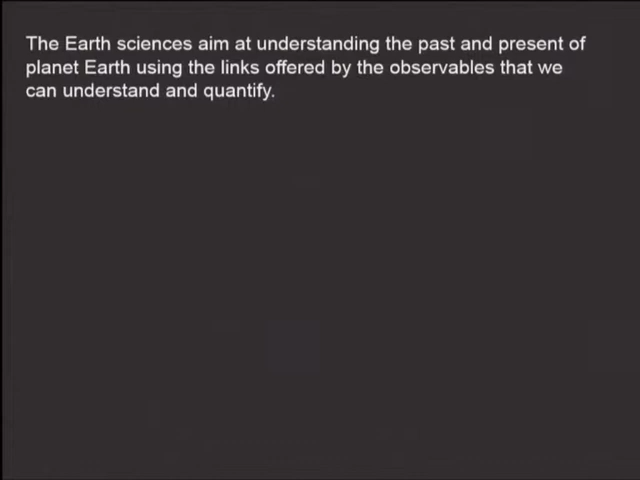 The Earth sciences aim at understanding the past and present of
planet Earth using the links offered by the observables that we
can understand and quantify.